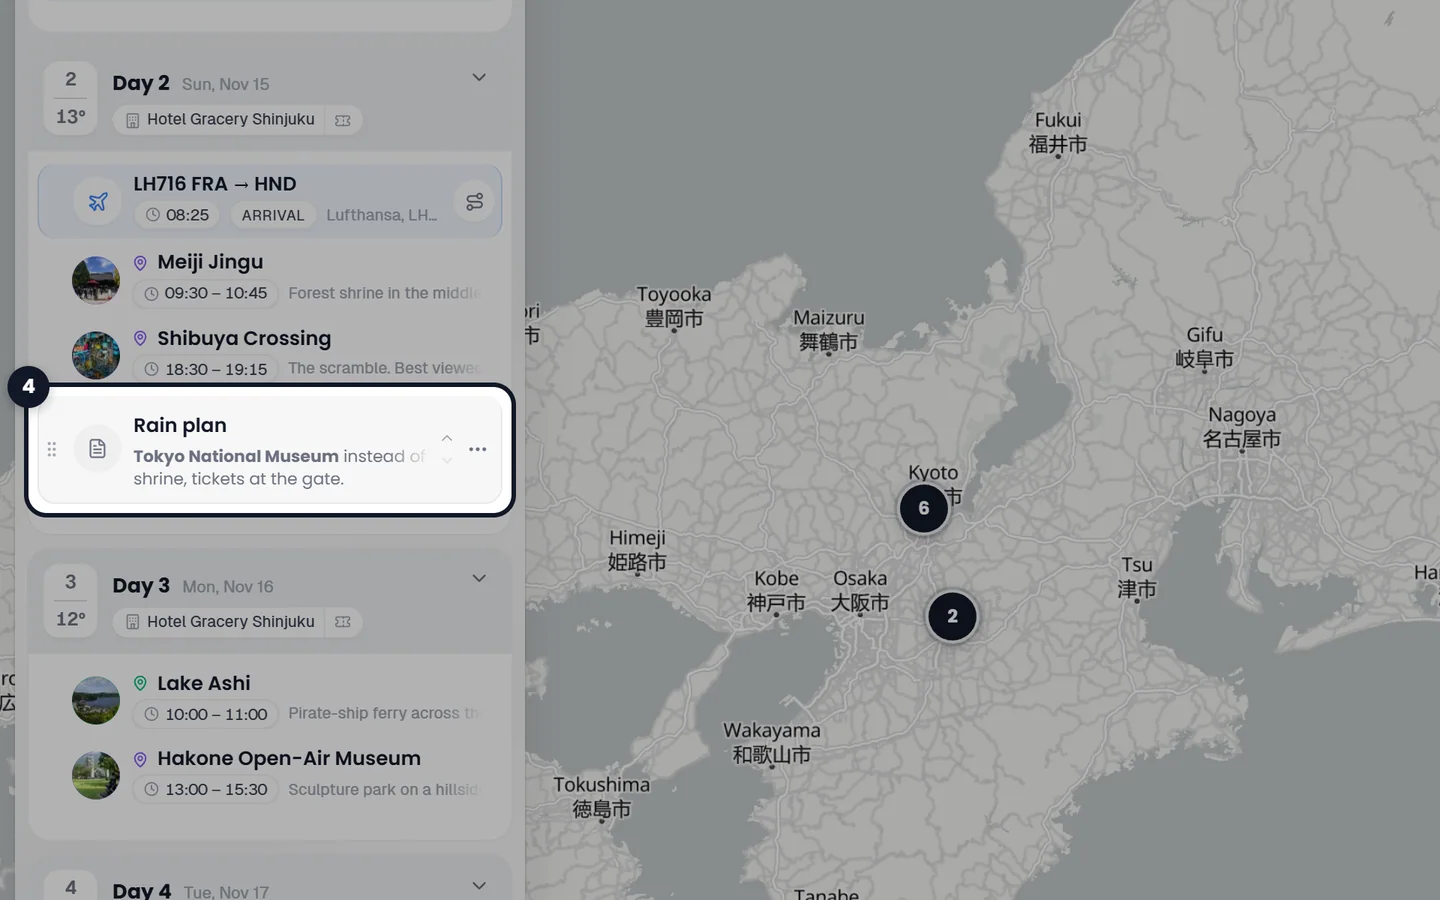 2
13°
Day 2 Sun, Nov 15
Hotel Gracery Shinjuku
LH716 FRA → HND
08:25 ARRIVAL Lufthansa, LH...
Meiji Jingu
09:30 – 10:45 Forest shrine in the middle
Shibuya Crossing
18:30 – 19:15 The scramble. Best viewed
4
Rain plan
Tokyo National Museum instead of
shrine, tickets at the gate.
3
12°
Day 3 Mon, Nov 16
Hotel Gracery Shinjuku
Lake Ashi
10:00 – 11:00 Pirate-ship ferry across the
Hakone Open-Air Museum
13:00 – 15:30 Sculpture park on a hillside
4
Day 4 Tue, Nov 17
Fukui
福井市
Toyooka
豊岡市
Maizuru
舞鶴市
Gifu
岐阜市
Nagoya
名古屋市
Kyoto
市
6
Himeji
姫路市
Kobe
神戸市
Osaka
大阪市
Tsu
津市
2
Wakayama
和歌山市
Tokushima
徳島市
Tanabe